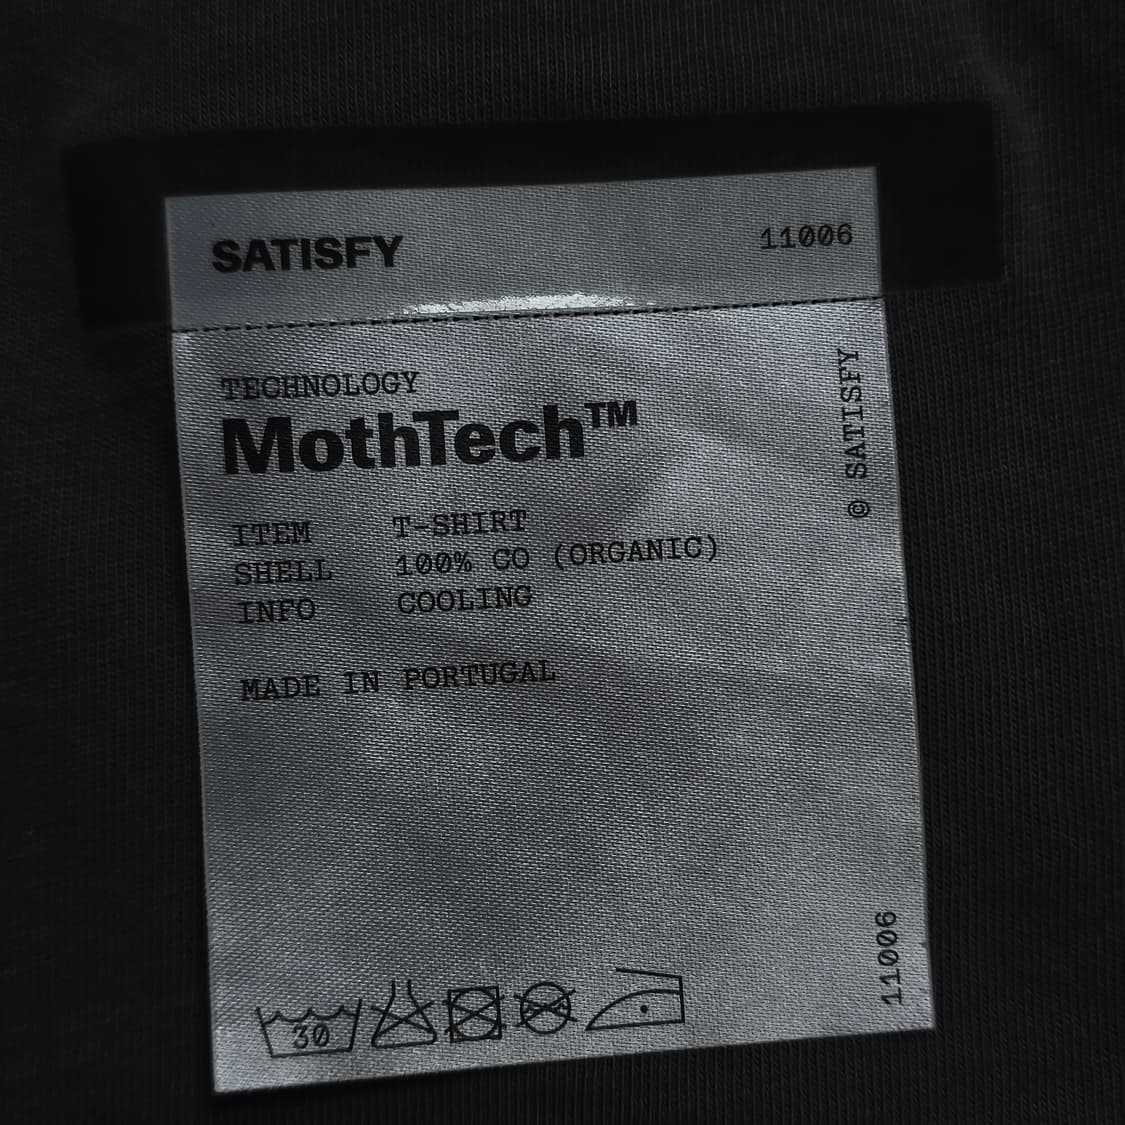 SATISFY
11006
TECHNOLOGY
MothTech™
ITEM T-SHIRT
SHELL 100% CO (ORGANIC)
INFO COOLING
MADE IN PORTUGAL
© SATISFY
11006
30